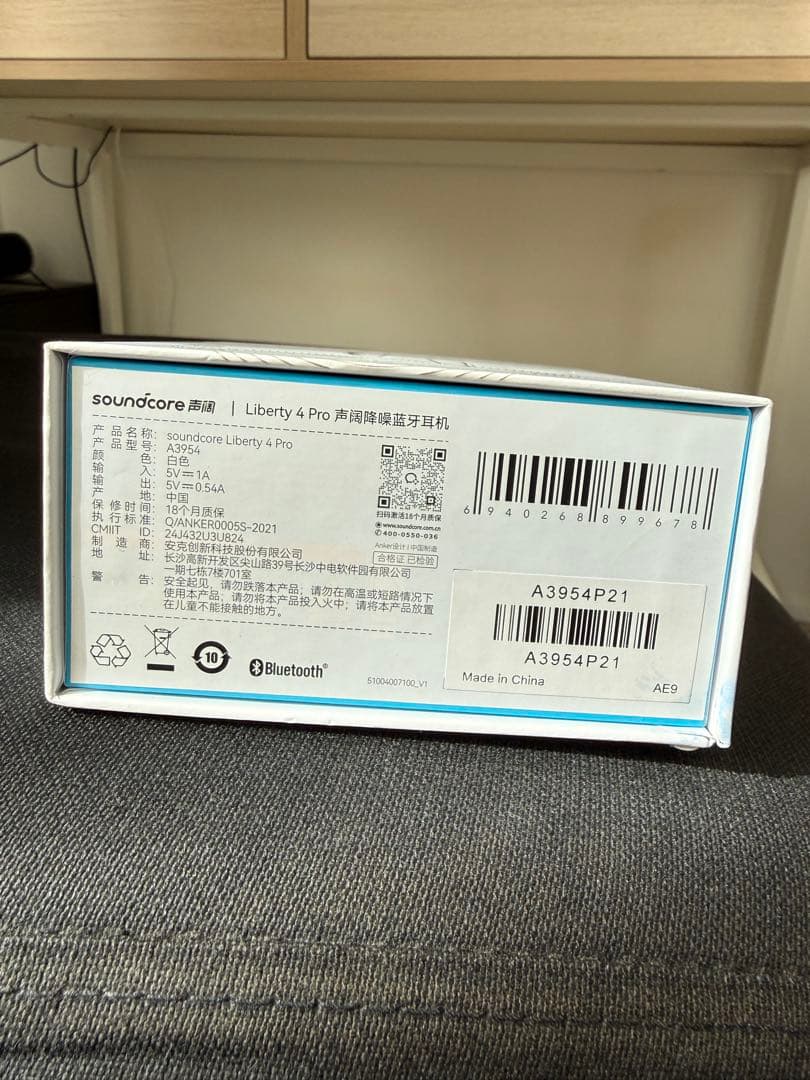 soundcore 声阔 | Liberty 4 Pro 声阔降噪蓝牙耳机
产品名称: soundcore Liberty 4 Pro
产品型号: A3954
颜色: 白色
输入: 5V⎓1A
输出: 5V⎓0.54A
产地: 中国
保修时间: 18个月质保
执行标准: Q/ANKER0005S-2021
CMIIT ID: 24J432U3U824
制造商: 安克创新科技股份有限公司
地址: 长沙高新开发区尖山路39号长沙中电软件园有限公司
一期七栋7楼701室
警告: 安全起见, 请勿跌落本产品; 请勿在高温或短路情况下
使用本产品; 请勿将本产品投入火中; 请将本产品放置
在儿童不能接触的地方。
扫码激活18个月质保
www.soundcore.com.cn
400-0550-036
Anker设计 | 中国制造
合格证 已检验
10
Bluetooth®
51004007100_V1
6 940268 899678
A3954P21
A3954P21
Made in China
AE9